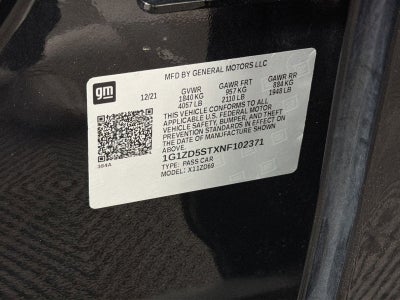 gm
MFD BY GENERAL MOTORS LLC
12/21 GVWR GAWR FRT GAWR RR
1840 KG 957 KG 884 KG
4057 LB 2110 LB 1948 LB
THIS VEHICLE CONFORMS TO ALL
APPLICABLE U.S. FEDERAL MOTOR
VEHICLE SAFETY, BUMPER, AND THEFT
PREVENTION STANDARDS IN EFFECT ON
THE DATE OF MANUFACTURE SHOWN
ABOVE.
1G1ZD5STXNF102371
TYPE: PASS CAR
MODEL: X11ZD69